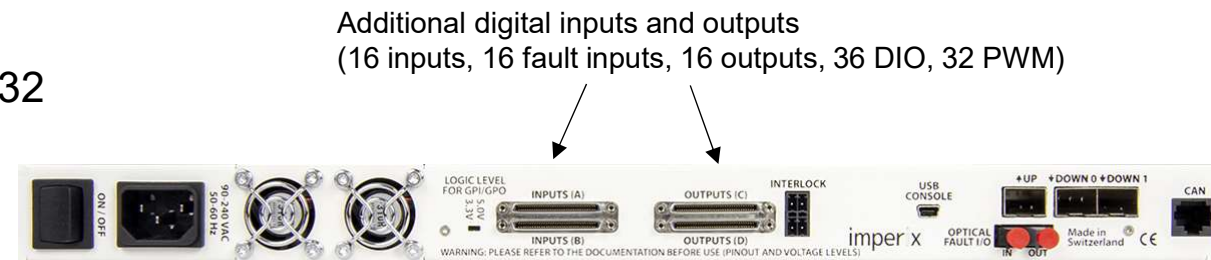 Additional digital inputs and outputs
(16 inputs, 16 fault inputs, 16 outputs, 36 DIO, 32 PWM)
32
ON / OFF
90-240 VAC
50-60 HZ
LOGIC LEVEL
FOR GPI/GPO
5.0V
3.3V
INPUTS (A)
INPUTS (B)
OUTPUTS (C)
OUTPUTS (D)
INTERLOCK
WARNING: PLEASE REFER TO THE DOCUMENTATION BEFORE USE (PINOUT AND VOLTAGE LEVELS)
imper x
USB
CONSOLE
UP DOWN 0 DOWN 1
OPTICAL
FAULT I/O
IN OUT
Made in
Switzerland
CE
CAN